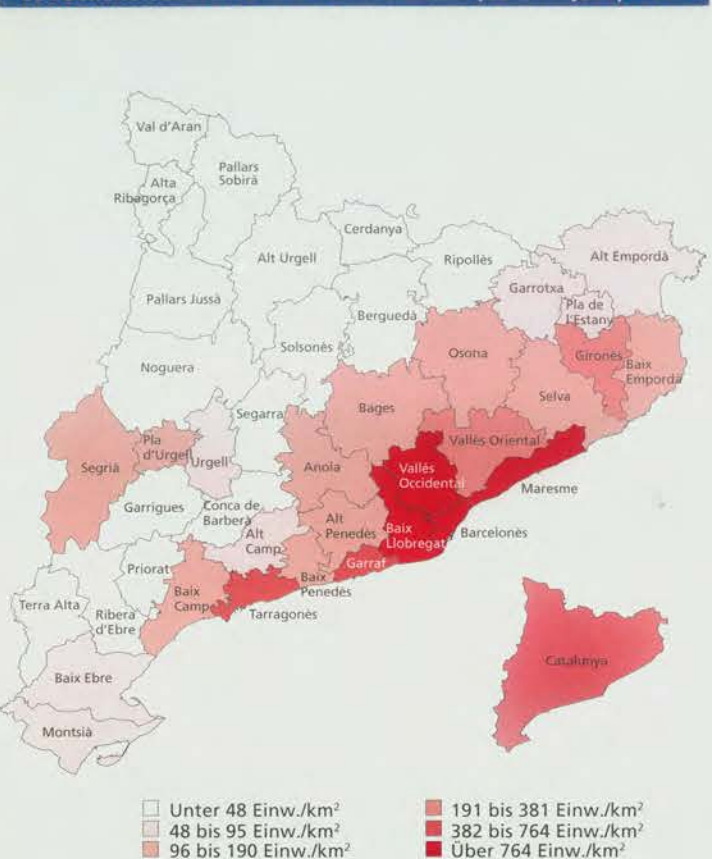 Val d'Aran
Pallars
Sobirà
Alta
Ribagorça
Cerdanya
Alt Urgell
Ripollès
Alt Empordà
Garrotxa
Pla de
l'Estany
Pallars Jussà
Berguedà
Solsonès
Osona
Gironès
Baix
Empordà
Noguera
Selva
Bages
Segarra
Vallés Oriental
Pla
d'Urgell
Urgell
Segrià
Anoia
Vallés
Occidental
Maresme
Garrigues
Conca de
Barberà
Alt
Penedès
Baix
Llobregat
Barcelonès
Alt
Camp
Priorat
Garraf
Baix
Penedès
Baix
Camp
Terra Alta
Ribera
d'Ebre
Tarragonès
Catalunya
Baix Ebre
Montsià
Unter 48 Einw./km²
48 bis 95 Einw./km²
96 bis 190 Einw./km²
191 bis 381 Einw./km²
382 bis 764 Einw./km²
Über 764 Einw./km²